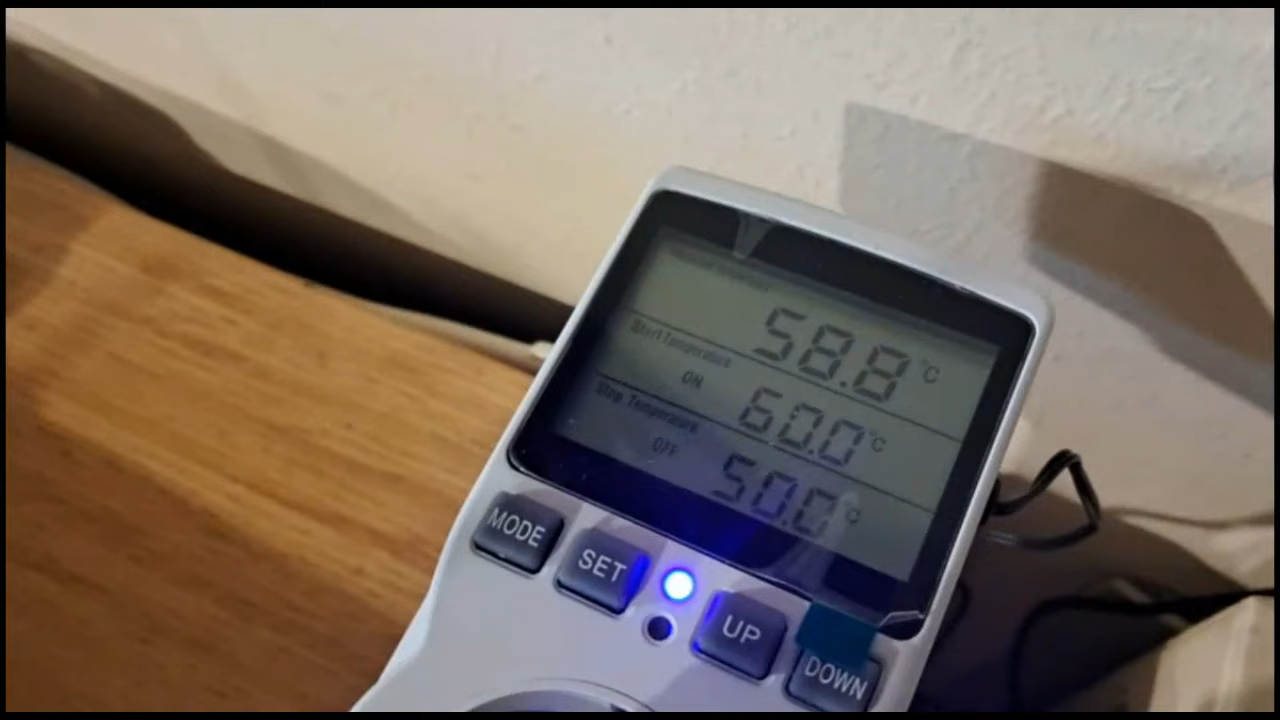 58.8 °C
Start Temperature
ON 60.0 °C
Stop Temperature
OFF 50.0 °C
MODE SET UP DOWN